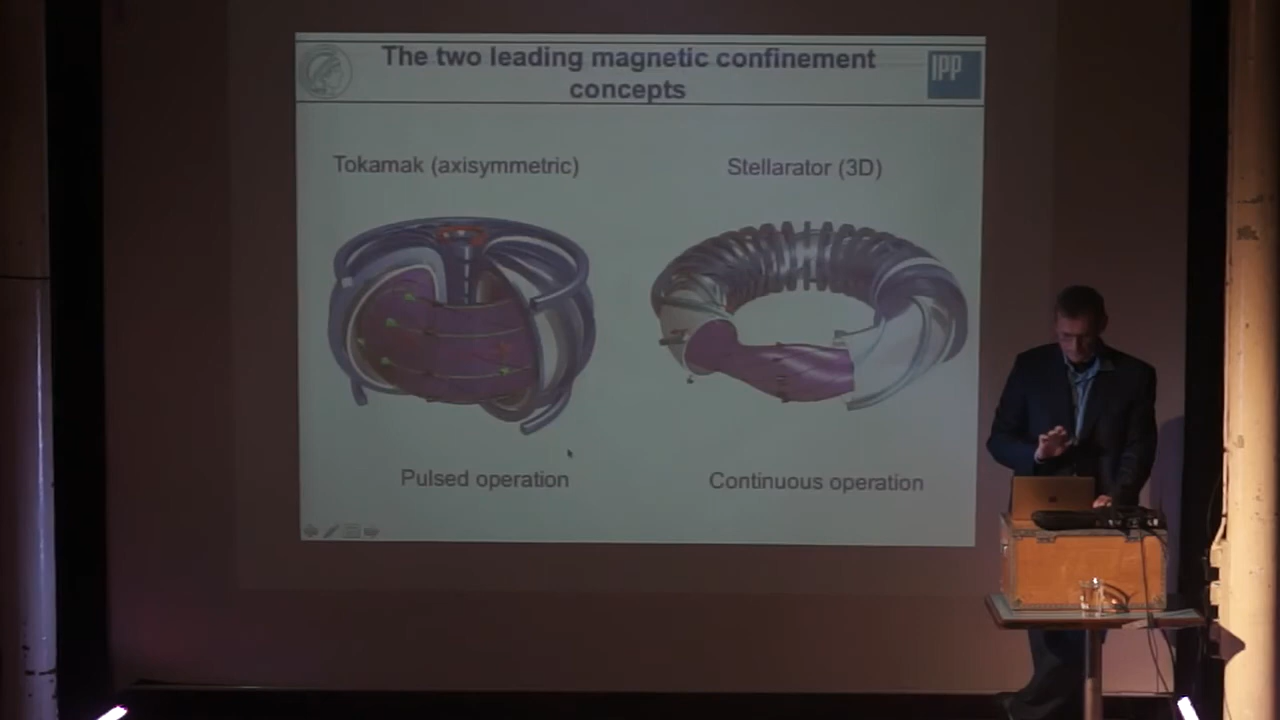 The two leading magnetic confinement
concepts
IPP
Tokamak (axisymmetric)
Stellarator (3D)
Pulsed operation
Continuous operation